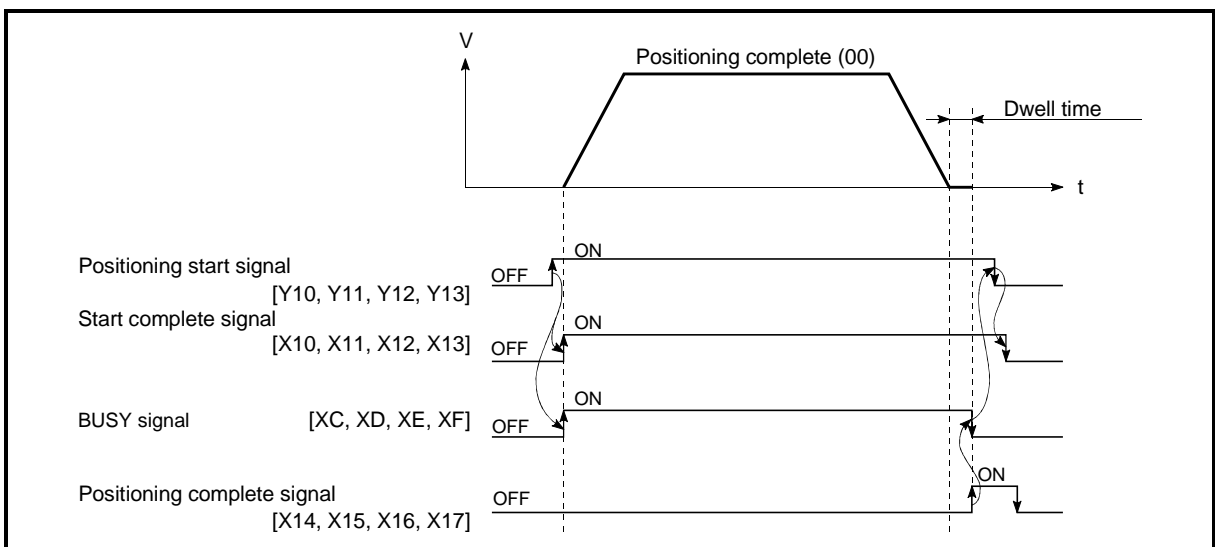 V
Positioning complete (00)
Dwell time
t
Positioning start signal
[Y10, Y11, Y12, Y13]
OFF
ON
Start complete signal
[X10, X11, X12, X13]
OFF
ON
BUSY signal [XC, XD, XE, XF]
OFF
ON
Positioning complete signal
[X14, X15, X16, X17]
OFF
ON